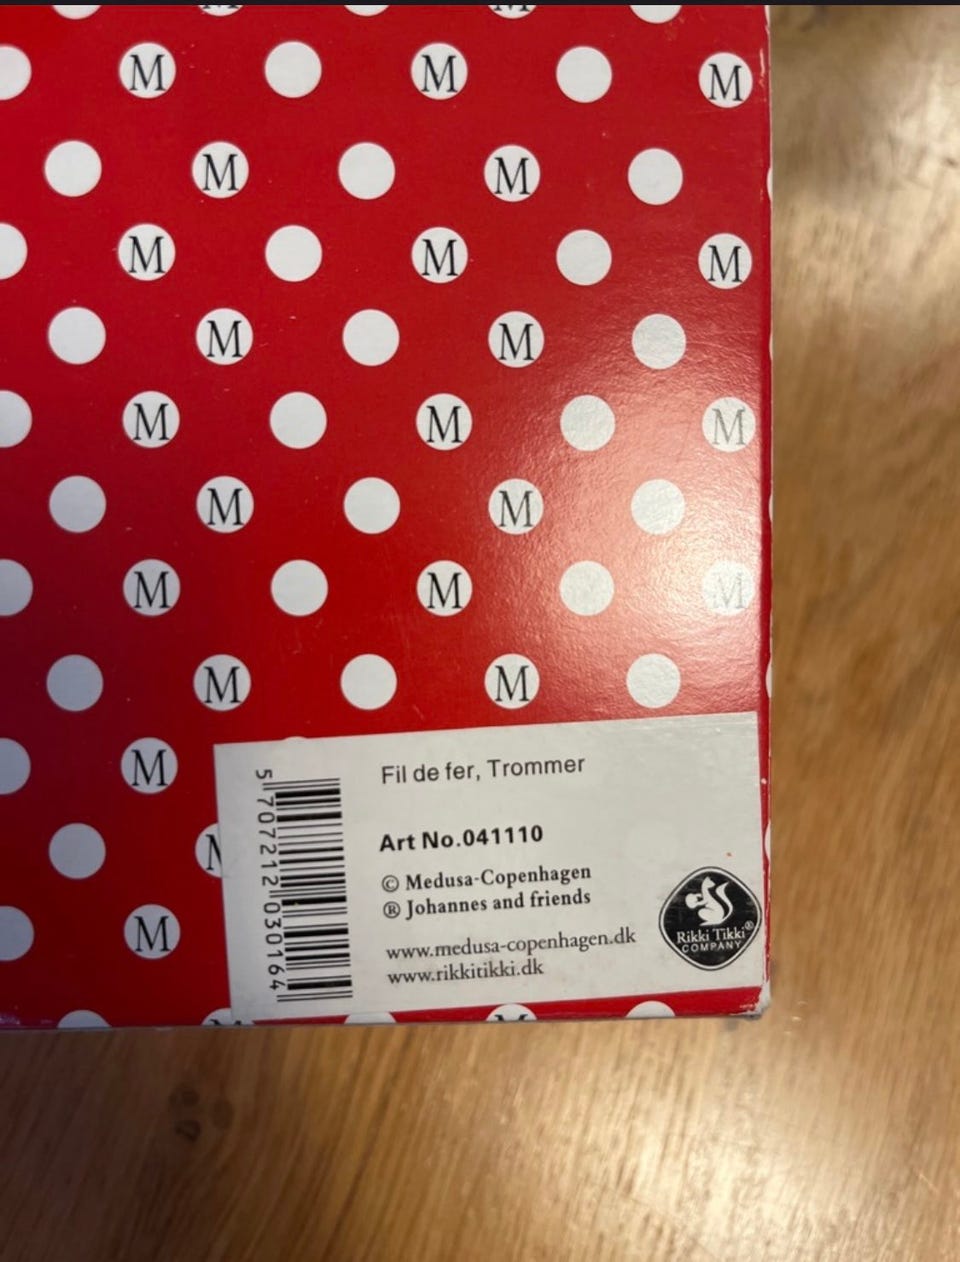 M M M
M M
M M M
M M
M M M
M M
M M M
M M
M
M
M
Fil de fer, Trommer
Art No.041110
© Medusa-Copenhagen
® Johannes and friends
www.medusa-copenhagen.dk
www.rikkitikki.dk
5 707212 030164
Rikki Tikki®
COMPANY